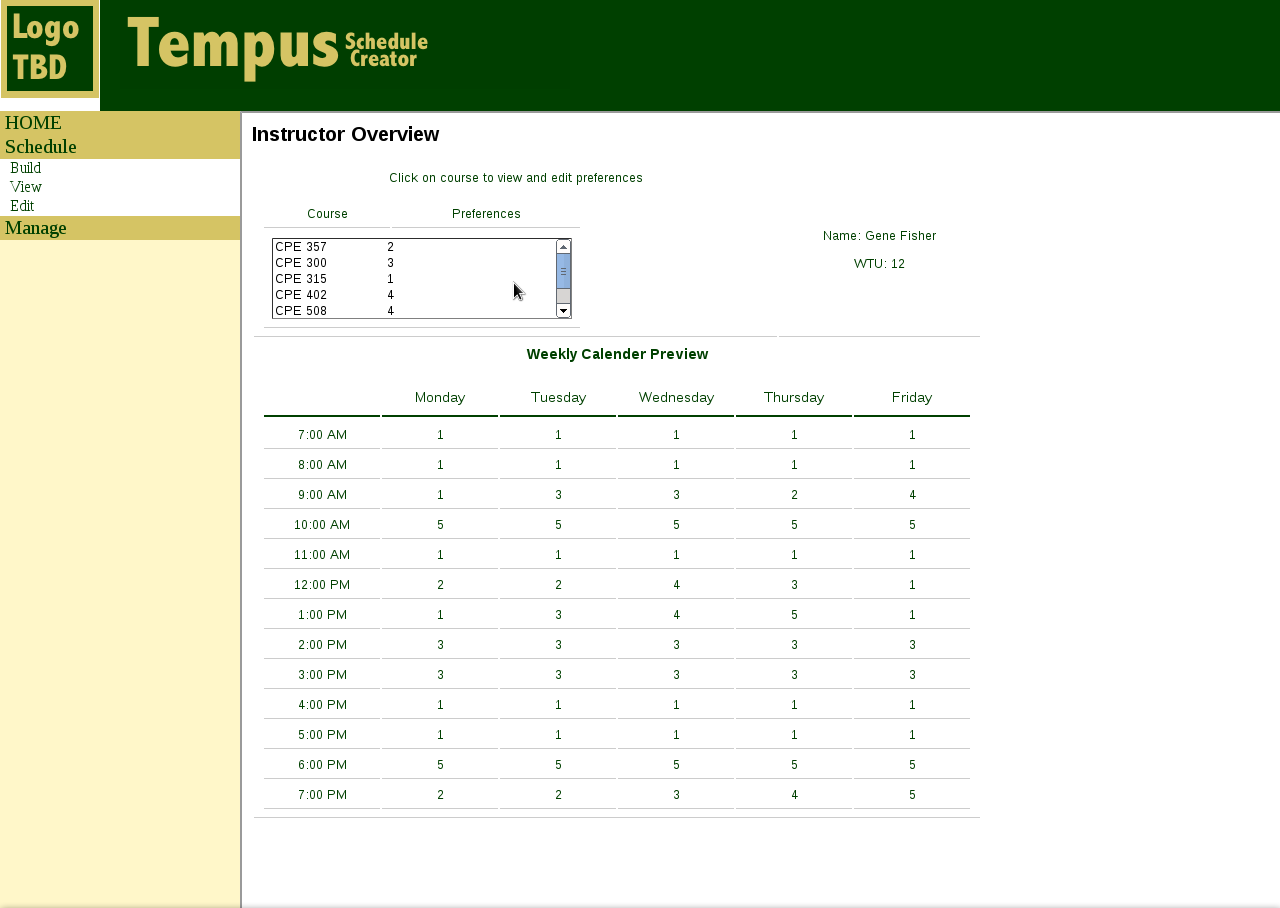 Logo
TBD
Tempus Schedule Creator
HOME
Schedule
Build
View
Edit
Manage
Instructor Overview
Click on course to view and edit preferences
Course Preferences
CPE 357 2
CPE 300 3
CPE 315 1
CPE 402 4
CPE 508 4
Name: Gene Fisher
WTU: 12
Weekly Calender Preview
Monday Tuesday Wednesday Thursday Friday
7:00 AM 1 1 1 1 1
8:00 AM 1 1 1 1 1
9:00 AM 1 3 3 2 4
10:00 AM 5 5 5 5 5
11:00 AM 1 1 1 1 1
12:00 PM 2 2 4 3 1
1:00 PM 1 3 4 5 1
2:00 PM 3 3 3 3 3
3:00 PM 3 3 3 3 3
4:00 PM 1 1 1 1 1
5:00 PM 1 1 1 1 1
6:00 PM 5 5 5 5 5
7:00 PM 2 2 3 4 5